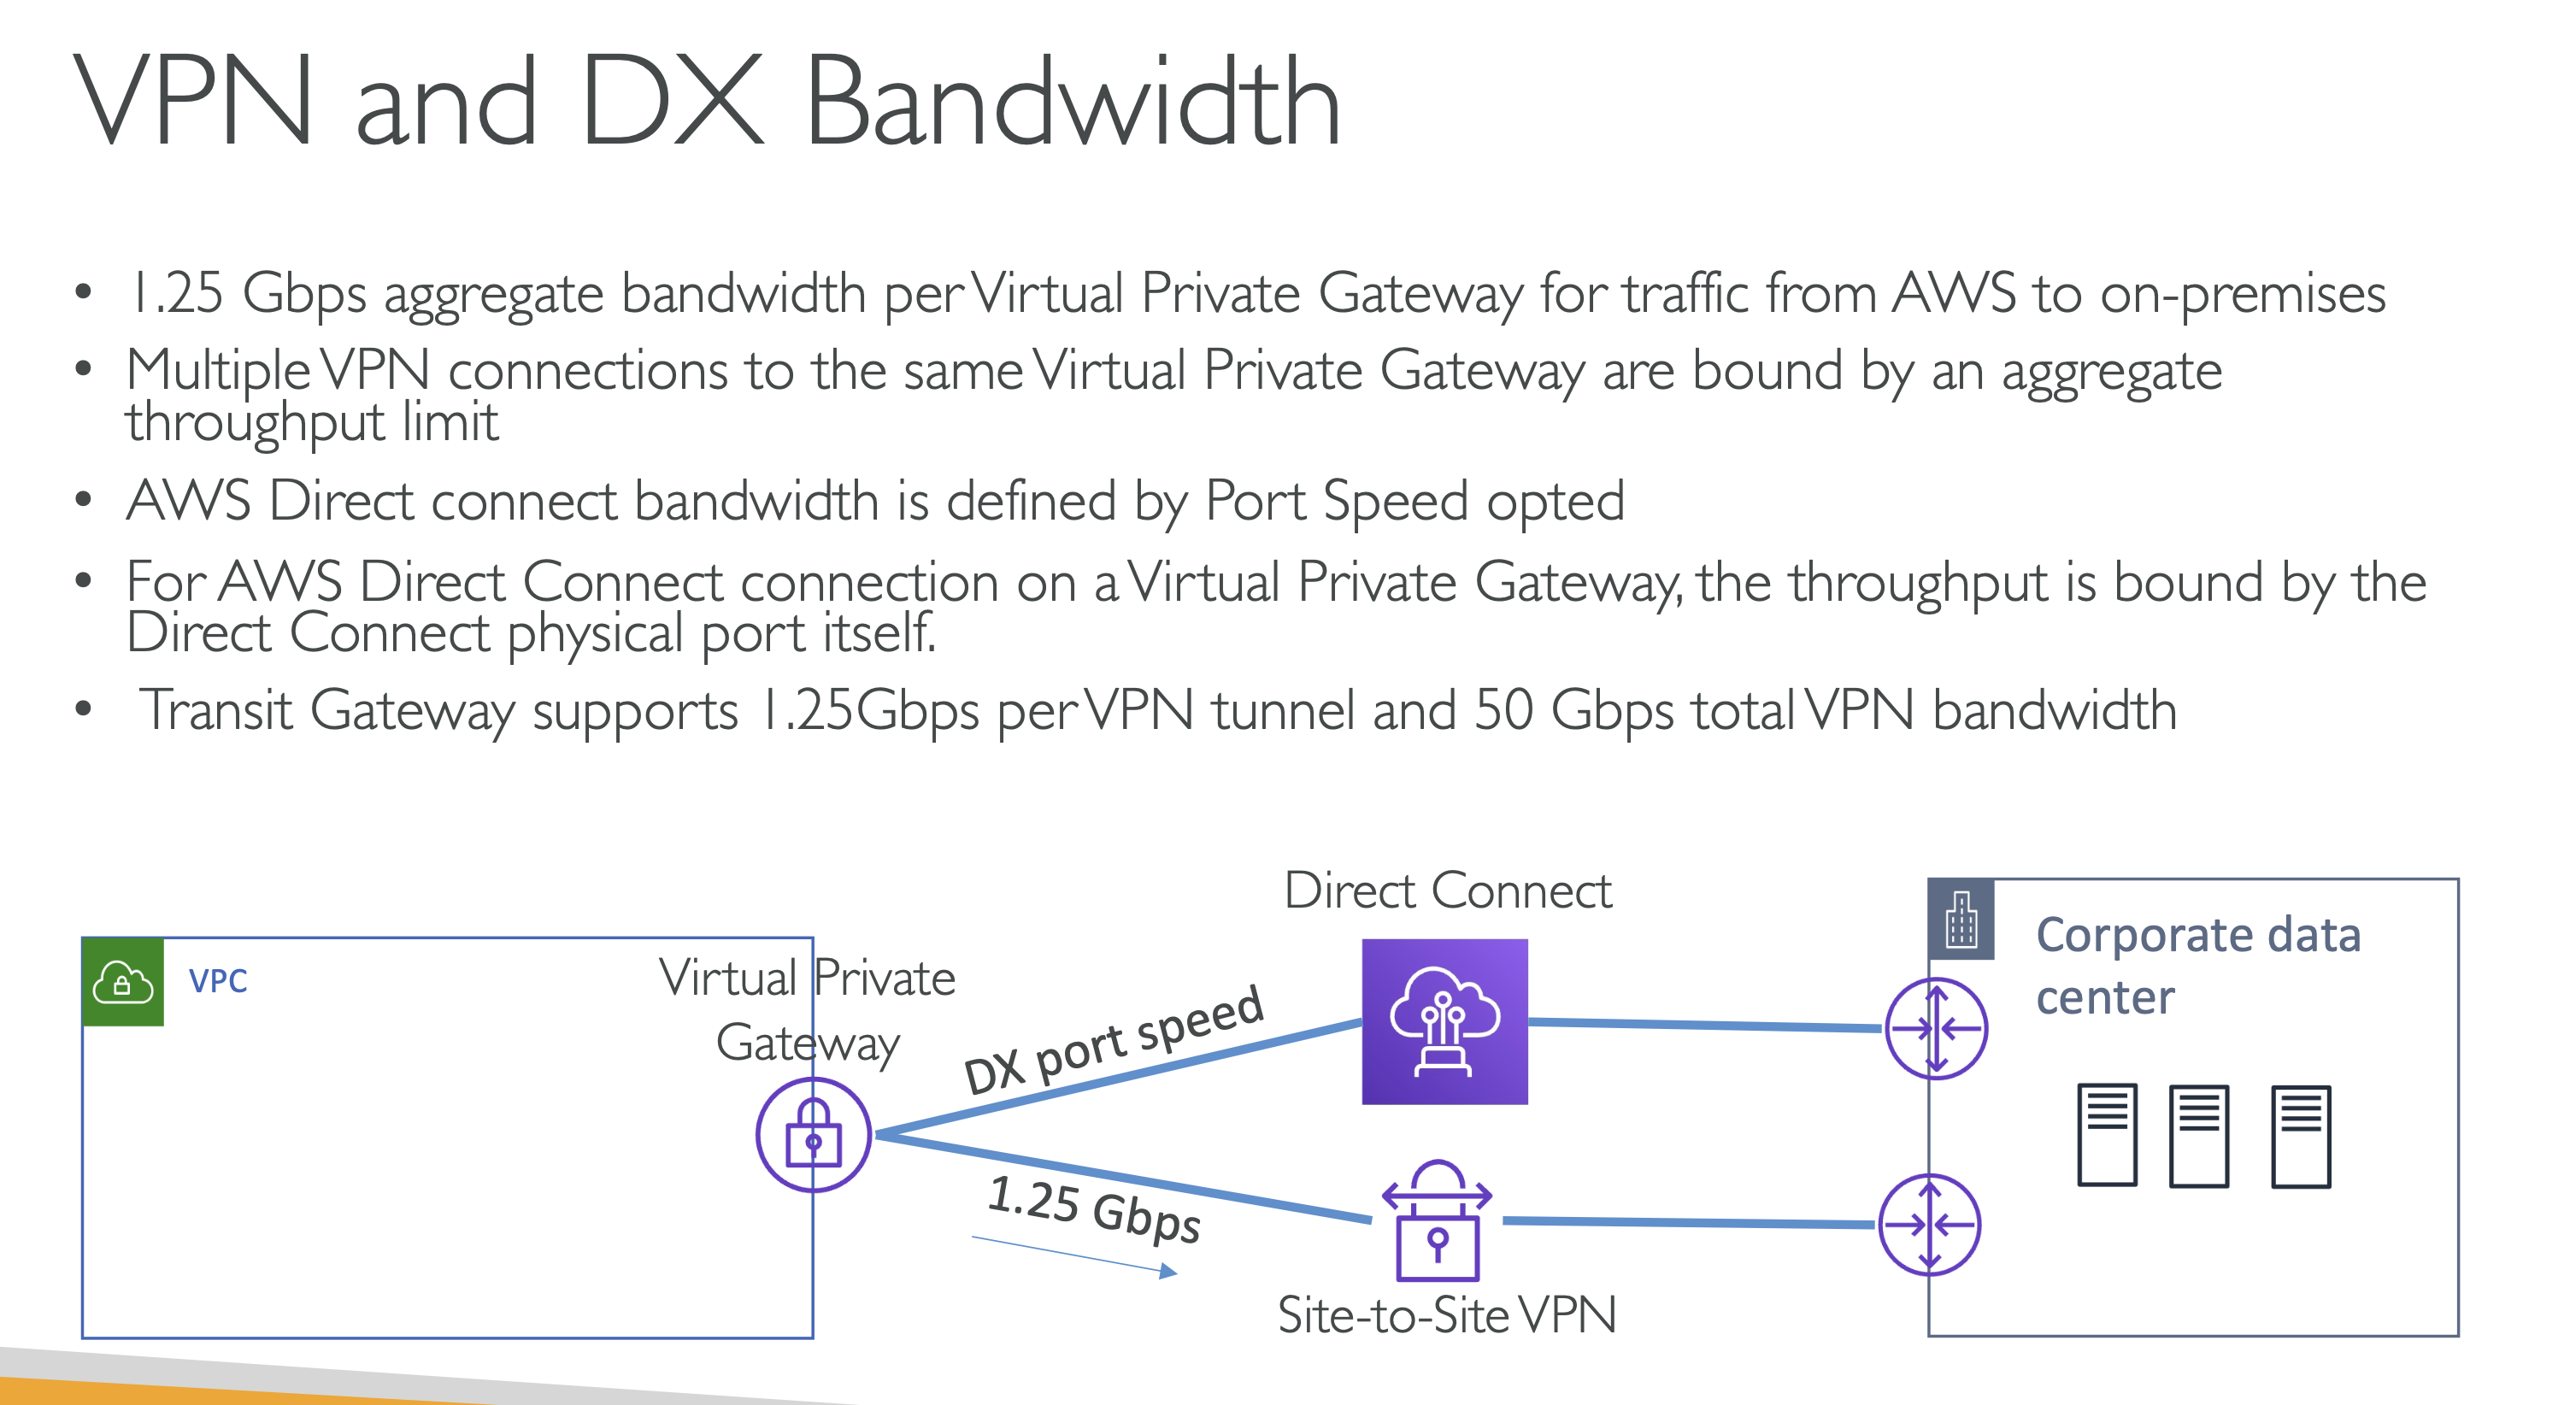 VPN and DX Bandwidth
• 1.25 Gbps aggregate bandwidth per Virtual Private Gateway for traffic from AWS to on-premises
• Multiple VPN connections to the same Virtual Private Gateway are bound by an aggregate
throughput limit
• AWS Direct connect bandwidth is defined by Port Speed opted
• For AWS Direct Connect connection on a Virtual Private Gateway, the throughput is bound by the
Direct Connect physical port itself.
• Transit Gateway supports 1.25Gbps per VPN tunnel and 50 Gbps total VPN bandwidth
VPC
Virtual Private
Gateway
DX port speed
1.25 Gbps
Direct Connect
Site-to-Site VPN
Corporate data
center